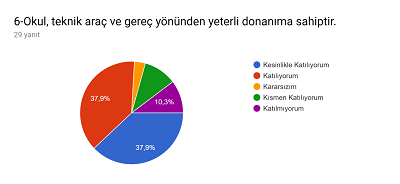 6-Okul, teknik araç ve gereç yönünden yeterli donanıma sahiptir.
29 yanıt
Kesinlikle Katılıyorum
Katılıyorum
Kararsızım
Kısmen Katılıyorum
Katılmıyorum
37,9%
10,3%
37,9%